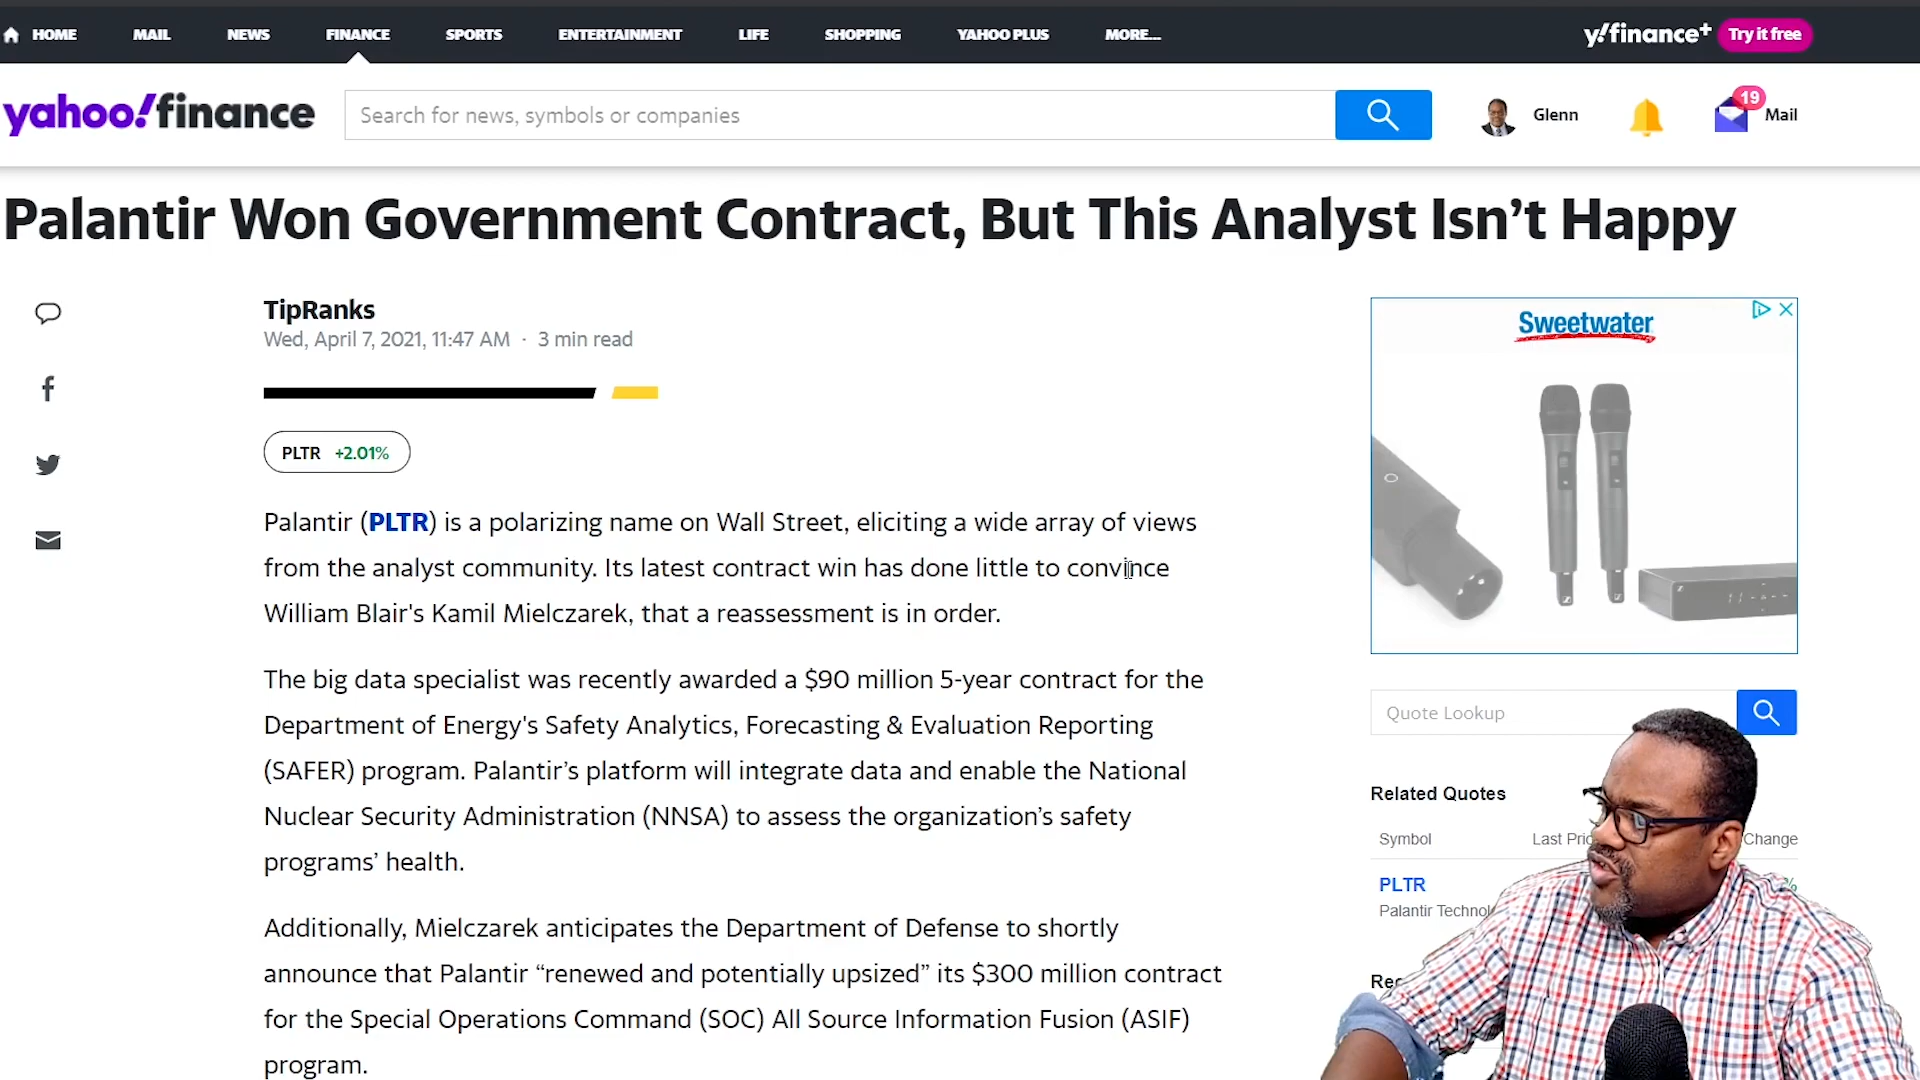 HOME MAIL NEWS FINANCE SPORTS ENTERTAINMENT LIFE SHOPPING YAHOO PLUS MORE...
y!finance+ Try it free
yahoo!finance
Search for news, symbols or companies
Glenn
19
Mail
Palantir Won Government Contract, But This Analyst Isn’t Happy
TipRanks
Wed, April 7, 2021, 11:47 AM · 3 min read
PLTR +2.01%
Palantir (PLTR) is a polarizing name on Wall Street, eliciting a wide array of views
from the analyst community. Its latest contract win has done little to convince
William Blair's Kamil Mielczarek, that a reassessment is in order.
The big data specialist was recently awarded a $90 million 5-year contract for the
Department of Energy's Safety Analytics, Forecasting & Evaluation Reporting
(SAFER) program. Palantir’s platform will integrate data and enable the National
Nuclear Security Administration (NNSA) to assess the organization’s safety
programs’ health.
Additionally, Mielczarek anticipates the Department of Defense to shortly
announce that Palantir “renewed and potentially upsized” its $300 million contract
for the Special Operations Command (SOC) All Source Information Fusion (ASIF)
program.
Sweetwater
Quote Lookup
Related Quotes
Symbol Last Change
PLTR %
Palantir